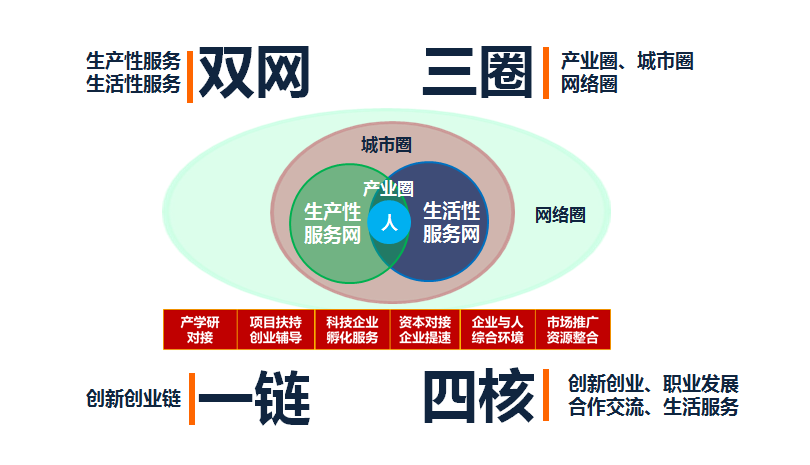 生产性服务
生活性服务
双网
三圈
产业圈、城市圈
网络圈
城市圈
产业圈
生产性
服务网
人
生活性
服务网
网络圈
产学研
对接
项目扶持
创业辅导
科技企业
孵化服务
资本对接
企业提速
企业与人
综合环境
市场推广
资源整合
创新创业链
一链
四核
创新创业、职业发展
合作交流、生活服务